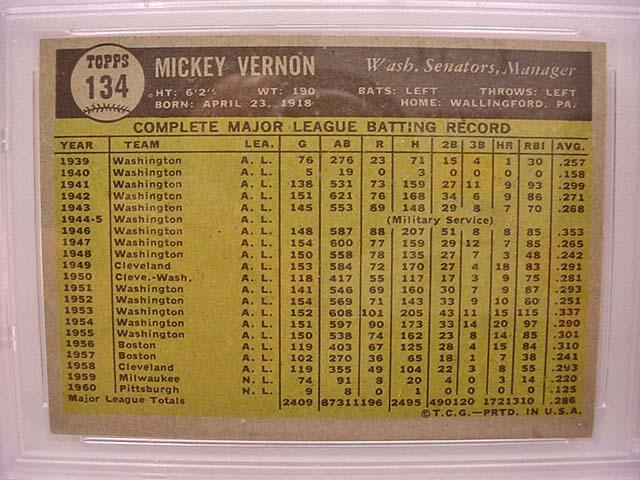 TOPPS
134
MICKEY VERNON
Wash. Senators, Manager
HT: 6'2" WT: 190 BATS: LEFT THROWS: LEFT
BORN: APRIL 23, 1918 HOME: WALLINGFORD, PA.
COMPLETE MAJOR LEAGUE BATTING RECORD
YEAR TEAM LEA. G AB R H 2B 3B HR RBI AVG.
1939 Washington A. L. 76 276 23 71 15 4 1 30 .257
1940 Washington A. L. 5 19 0 3 0 0 0 0 .158
1941 Washington A. L. 138 531 73 159 27 11 9 93 .299
1942 Washington A. L. 151 621 76 168 34 6 9 86 .271
1943 Washington A. L. 145 553 89 148 29 8 7 70 .268
1944-5 Washington A. L. (Military Service)
1946 Washington A. L. 148 587 88 207 51 8 8 85 .353
1947 Washington A. L. 154 600 77 159 29 12 7 85 .265
1948 Washington A. L. 150 558 78 135 27 7 3 48 .242
1949 Cleveland A. L. 153 584 72 170 27 4 18 83 .291
1950 Cleve.-Wash. A. L. 118 417 55 117 17 3 9 75 .281
1951 Washington A. L. 141 546 69 160 30 7 9 87 .293
1952 Washington A. L. 154 569 71 143 33 9 10 80 .251
1953 Washington A. L. 152 608 101 205 43 11 15 115 .337
1954 Washington A. L. 151 597 90 173 33 14 20 97 .290
1955 Washington A. L. 150 538 74 162 23 8 14 85 .301
1956 Boston A. L. 119 403 67 125 28 4 15 84 .310
1957 Boston A. L. 102 270 36 65 18 1 7 38 .241
1958 Cleveland A. L. 119 355 49 104 22 3 8 55 .293
1959 Milwaukee N. L. 74 91 8 20 4 0 3 14 .220
1960 Pittsburgh N. L. 9 8 0 1 0 0 0 1 .125
Major League Totals 2409 8731 1196 2495 490 120 172 1310 .286
©T.C.G.—PRTD. IN U.S.A.